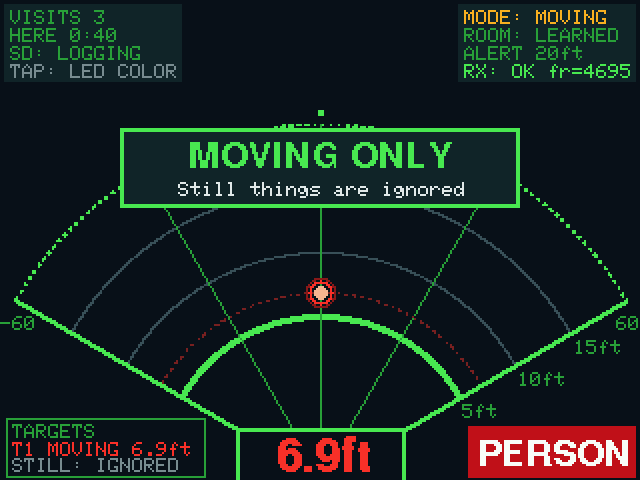 VISITS 3
HERE 0:40
SD: LOGGING
TAP: LED COLOR
MODE: MOVING
ROOM: LEARNED
ALERT 20ft
RX: OK fr=4695
MOVING ONLY
Still things are ignored
-60
60
15ft
10ft
5ft
TARGETS
T1 MOVING 6.9ft
STILL: IGNORED
6.9ft
PERSON